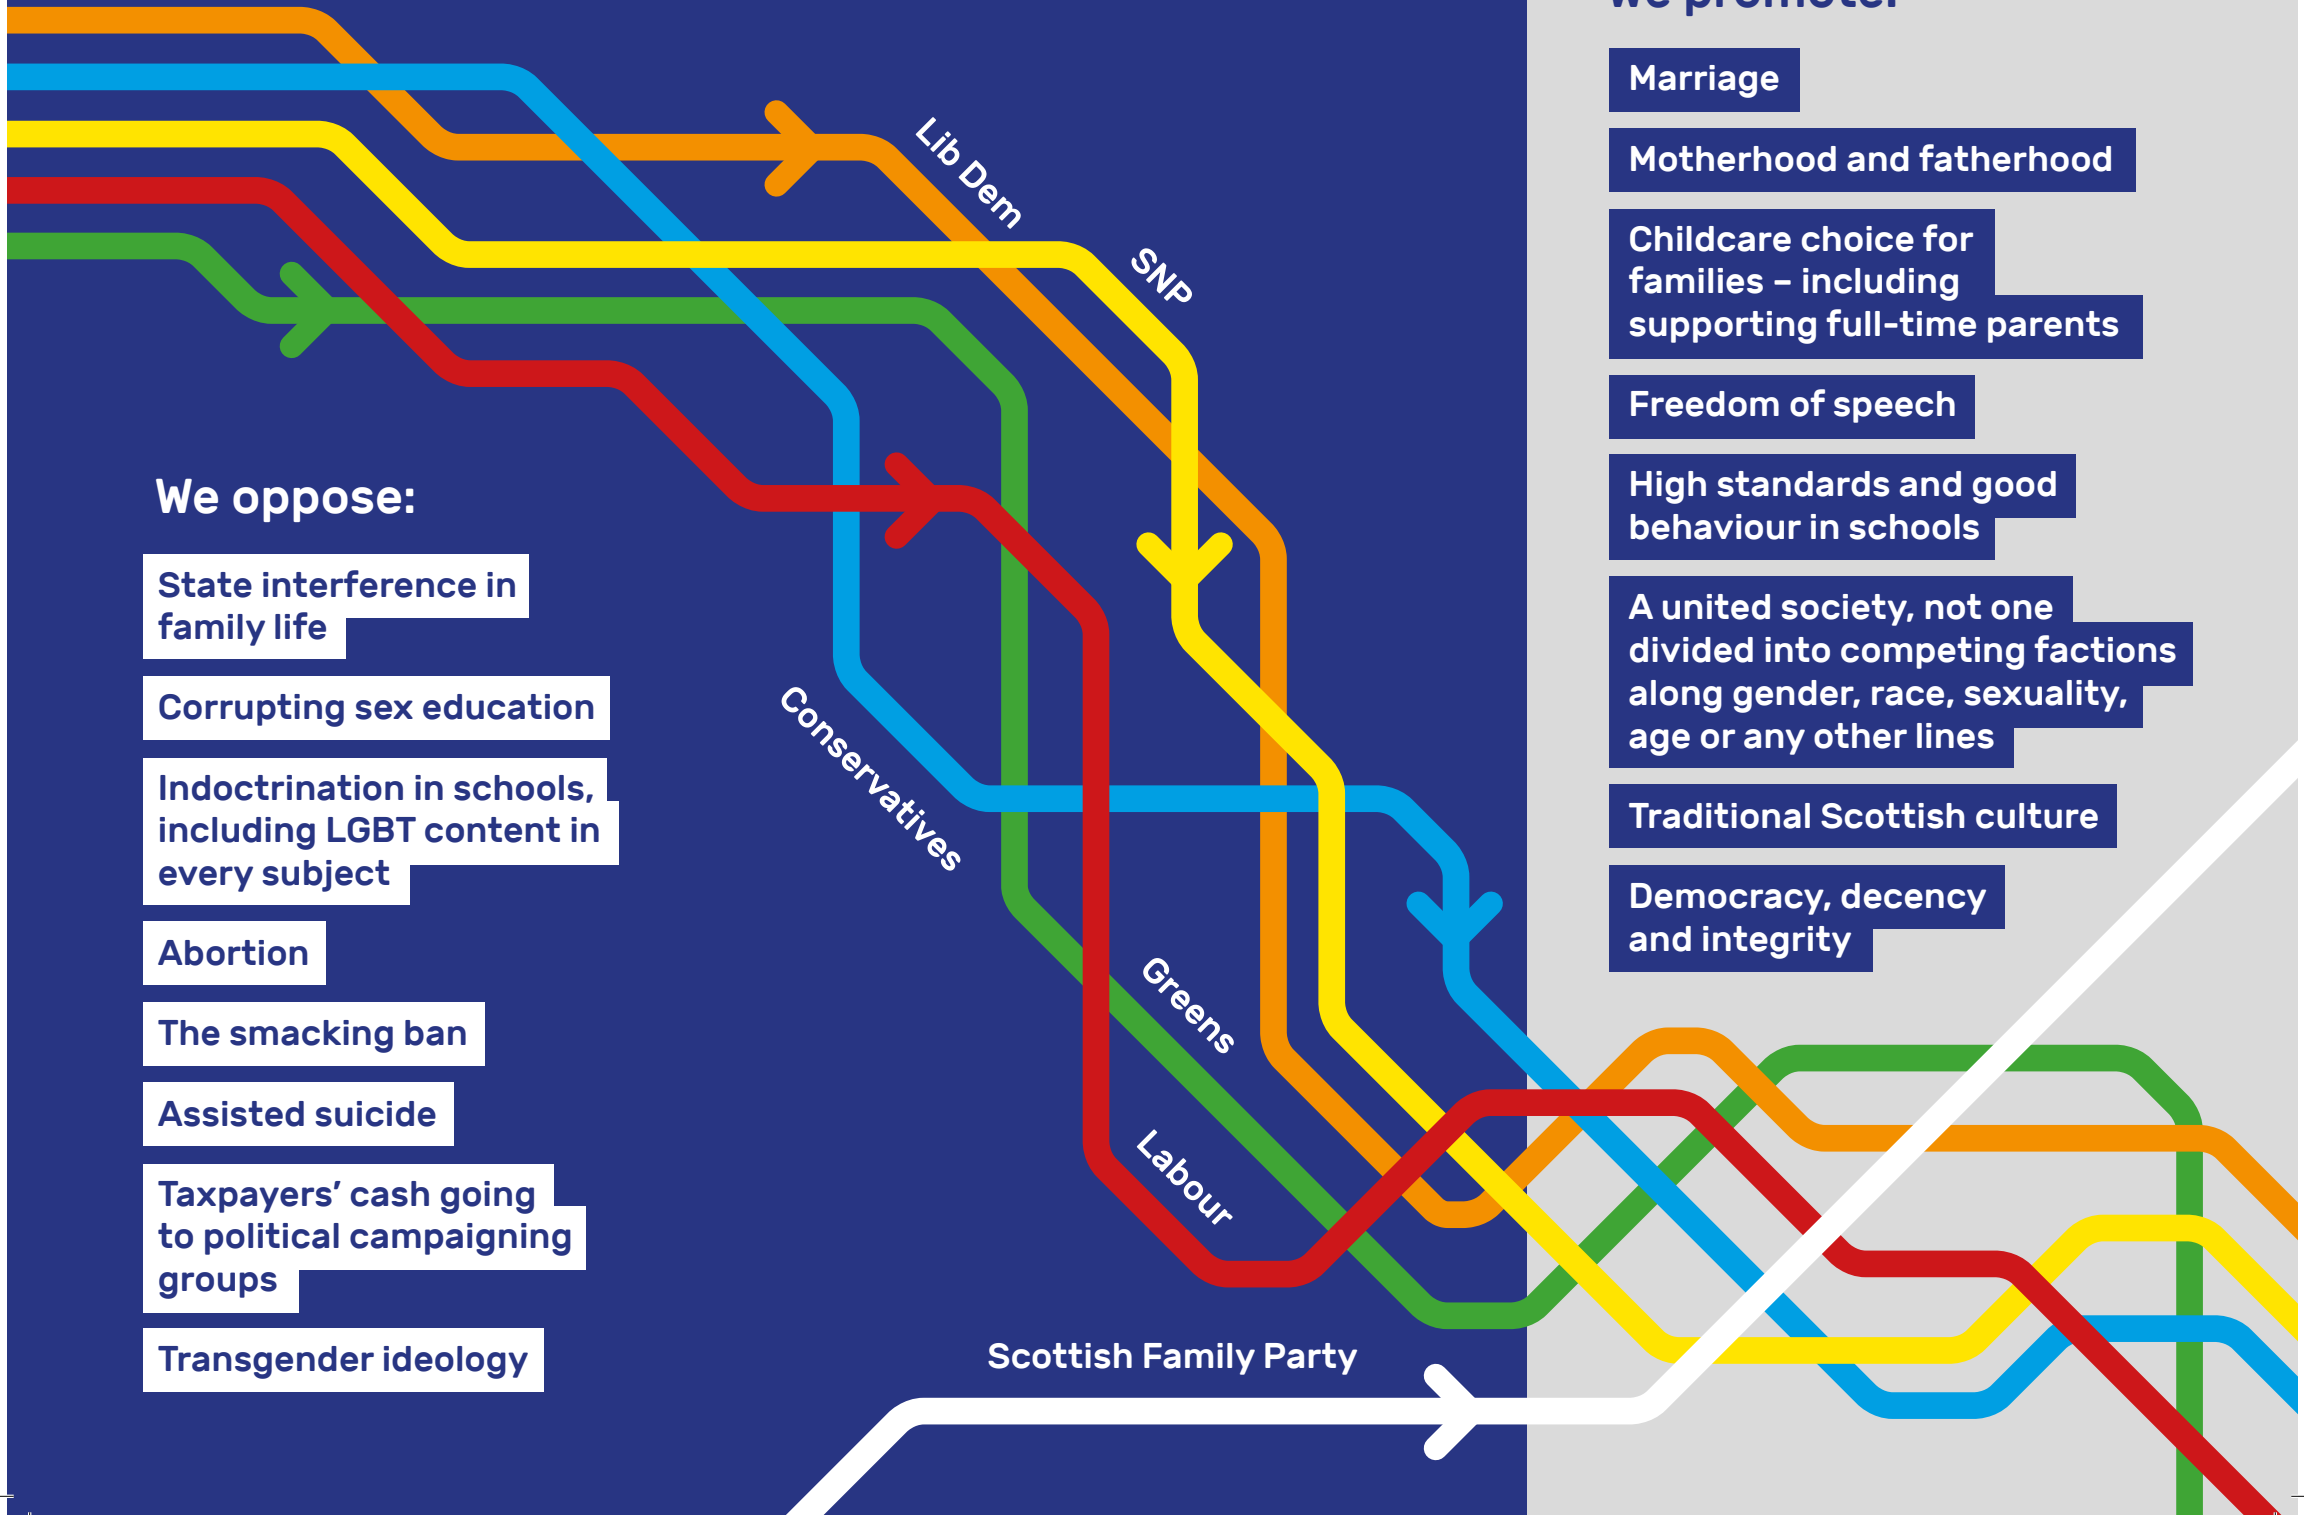 Lib Dem
SNP
We oppose:
State interference in
family life
Corrupting sex education
Indoctrination in schools,
including LGBT content in
every subject
Abortion
The smacking ban
Assisted suicide
Taxpayers’ cash going
to political campaigning
groups
Transgender ideology
Conservatives
Greens
Labour
Scottish Family Party
We promote:
Marriage
Motherhood and fatherhood
Childcare choice for
families – including
supporting full-time parents
Freedom of speech
High standards and good
behaviour in schools
A united society, not one
divided into competing factions
along gender, race, sexuality,
age or any other lines
Traditional Scottish culture
Democracy, decency
and integrity